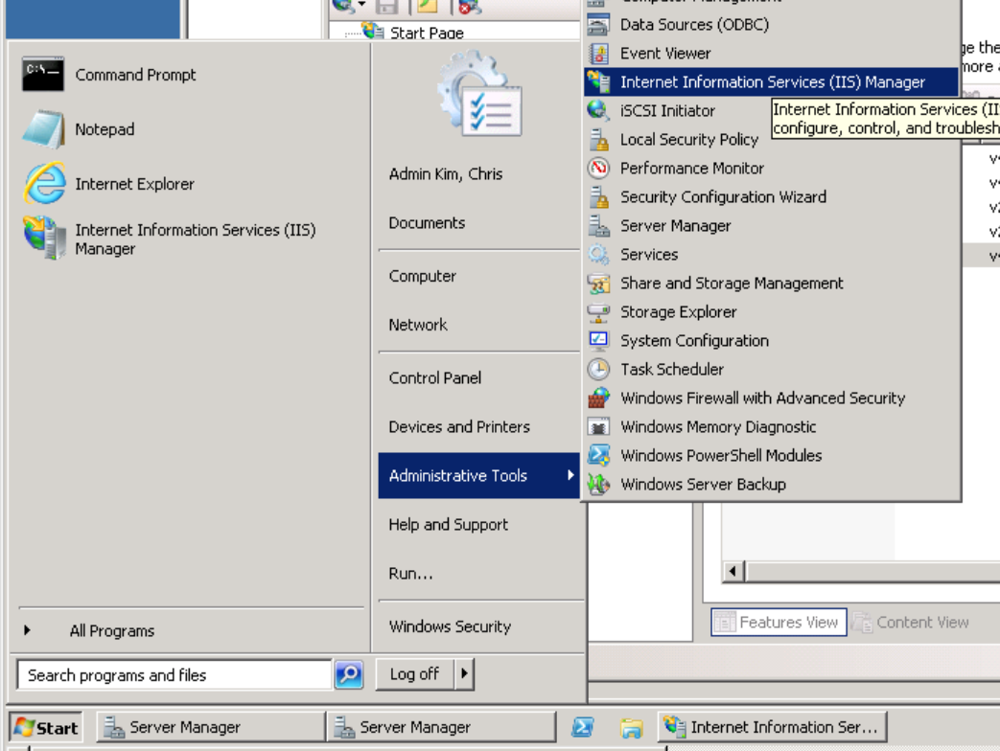 Start Page
Command Prompt
Notepad
Internet Explorer
Internet Information Services (IIS)
Manager
All Programs
Search programs and files
Admin Kim, Chris
Documents
Computer
Network
Control Panel
Devices and Printers
Administrative Tools
Help and Support
Run...
Windows Security
Log off
Data Sources (ODBC)
Event Viewer
Internet Information Services (IIS) Manager
iSCSI Initiator
Local Security Policy
Performance Monitor
Security Configuration Wizard
Server Manager
Services
Share and Storage Management
Storage Explorer
System Configuration
Task Scheduler
Windows Firewall with Advanced Security
Windows Memory Diagnostic
Windows PowerShell Modules
Windows Server Backup
Internet Information Services (II
configure, control, and troublesh
ge the
more a
Features View
Content View
Start
Server Manager
Server Manager
Internet Information Ser...